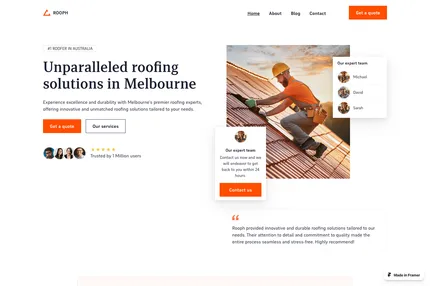 ROOPH
Home
About
Blog
Contact
Get a quote
#1 ROOFER IN AUSTRALIA
Unparalleled roofing
solutions in Melbourne
Experience excellence and durability with Melbourne's premier roofing experts,
offering innovative and unmatched roofing solutions tailored to your needs.
Get a quote
Our services
Trusted by 1 Million users
Our expert team
Michael
David
Sarah
Our expert team
Contact us now and we
will endeavor to get
back to you within 24
hours.
Contact us
Rooph provided innovative and durable roofing solutions tailored to our
needs. Their attention to detail and commitment to quality made the
entire process seamless and stress-free. Highly recommend!
Made in Framer